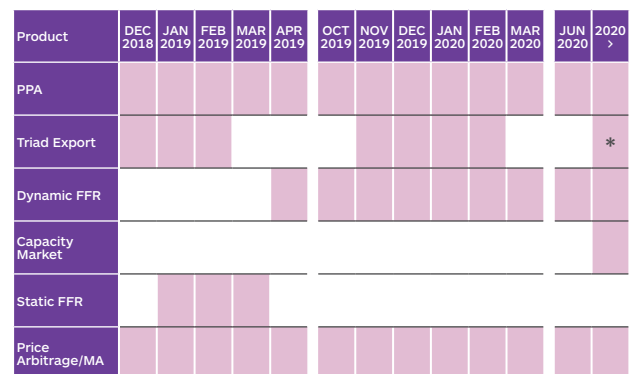 Product DEC 2018 JAN 2019 FEB 2019 MAR 2019 APR 2019 OCT 2019 NOV 2019 DEC 2019 JAN 2020 FEB 2020 MAR 2020 JUN 2020 2020 >
PPA
Triad Export *
Dynamic FFR
Capacity
Market
Static FFR
Price
Arbitrage/MA